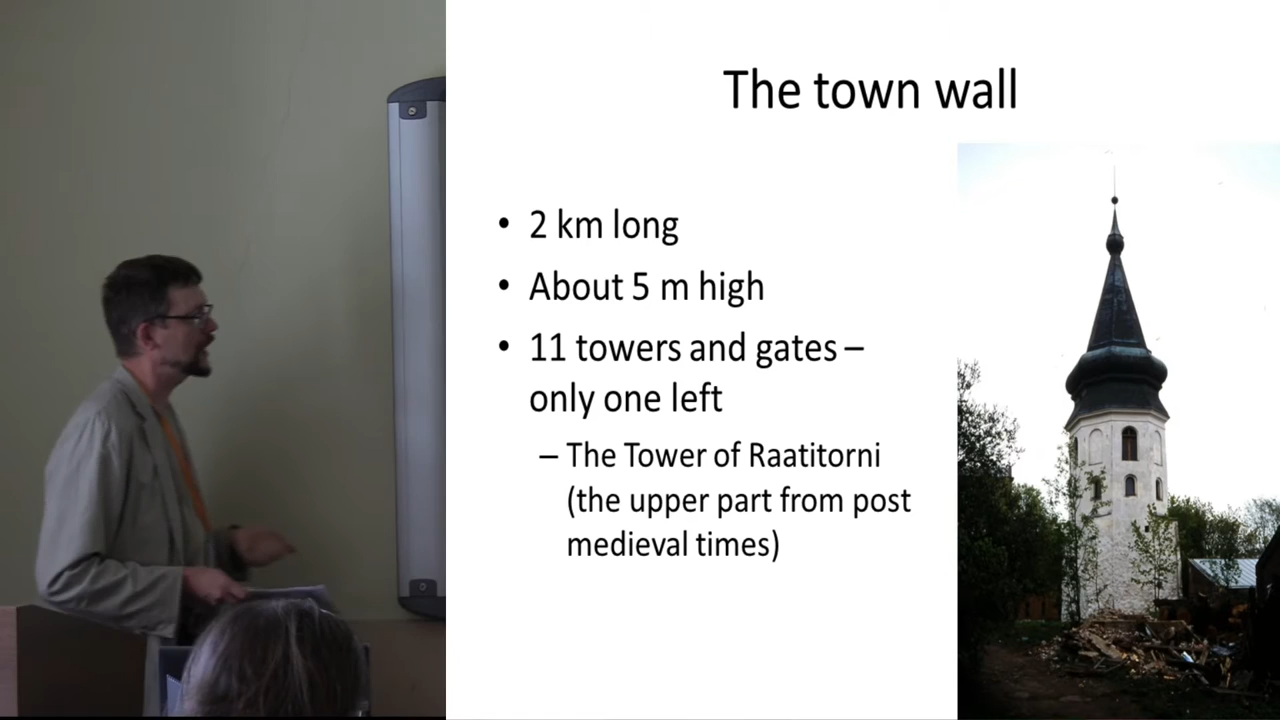 The town wall
• 2 km long
• About 5 m high
• 11 towers and gates –
only one left
– The Tower of Raatitorni
(the upper part from post
medieval times)